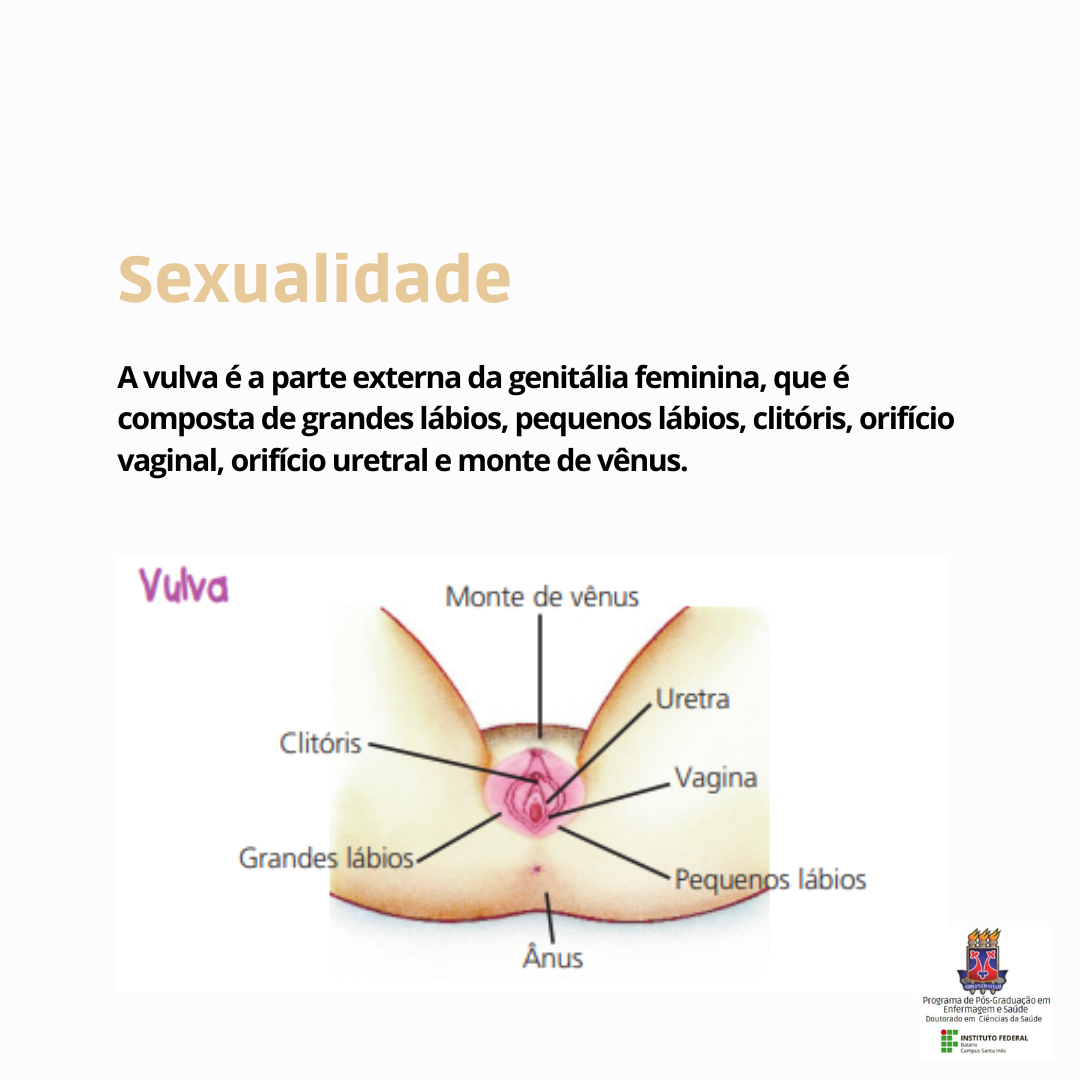 Sexualidade
A vulva é a parte externa da genitália feminina, que é
composta de grandes lábios, pequenos lábios, clitóris, orifício
vaginal, orifício uretral e monte de vênus.
Vulva
Monte de vênus
Uretra
Clitóris
Vagina
Grandes lábios
Pequenos lábios
Ânus
Programa de Pós-Graduação em
Enfermagem e Saúde
Doutorado em Ciências da Saúde
INSTITUTO FEDERAL
Baiano
Campus Santa Inês